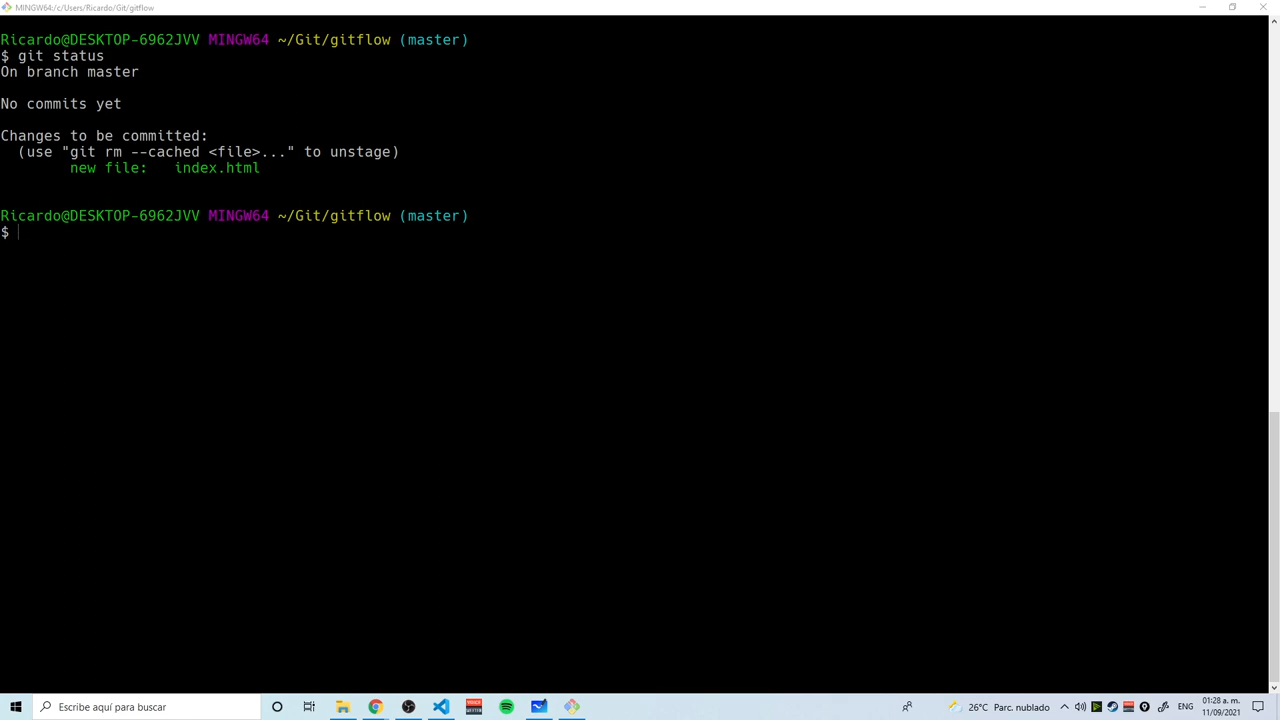 MINGW64:/c/Users/Ricardo/Git/gitflow
Ricardo@DESKTOP-6962JVV MINGW64 ~/Git/gitflow (master)
$ git status
On branch master
No commits yet
Changes to be committed:
(use "git rm --cached <file>..." to unstage)
new file: index.html
Ricardo@DESKTOP-6962JVV MINGW64 ~/Git/gitflow (master)
$
Escribe aquí para buscar
26°C Parc. nublado
ENG
01:28 a. m.
11/09/2021